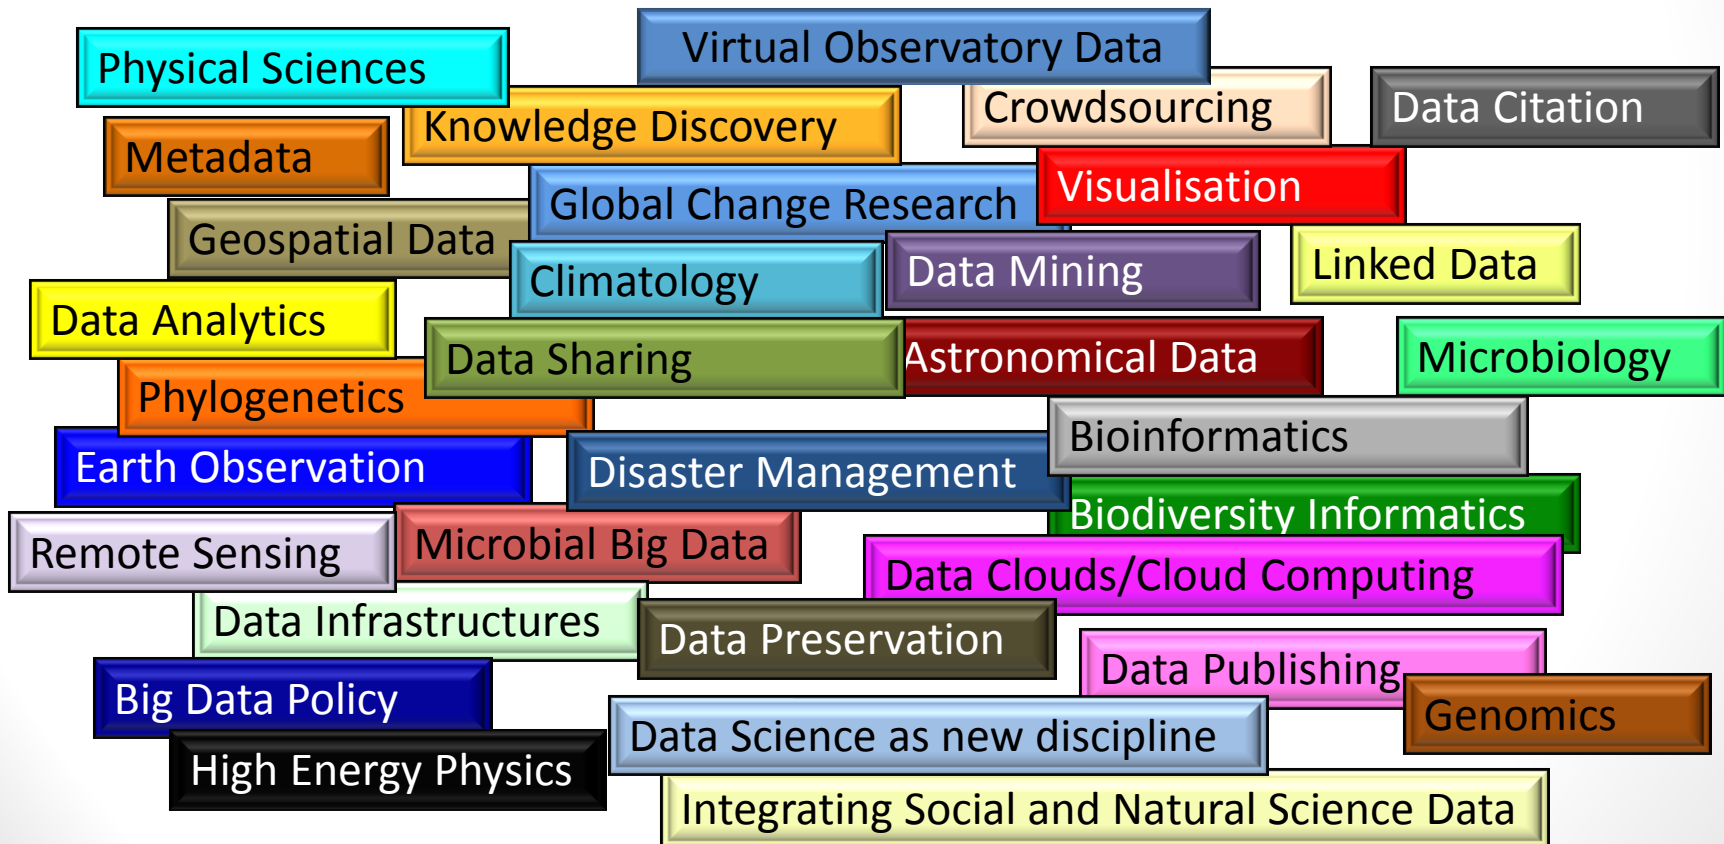 Virtual Observatory Data
Physical Sciences
Crowdsourcing
Data Citation
Knowledge Discovery
Metadata
Visualisation
Global Change Research
Geospatial Data
Linked Data
Data Mining
Climatology
Data Analytics
Data Sharing
Astronomical Data
Microbiology
Phylogenetics
Bioinformatics
Earth Observation
Disaster Management
Biodiversity Informatics
Microbial Big Data
Remote Sensing
Data Clouds/Cloud Computing
Data Infrastructures
Data Preservation
Data Publishing
Big Data Policy
Genomics
Data Science as new discipline
High Energy Physics
Integrating Social and Natural Science Data